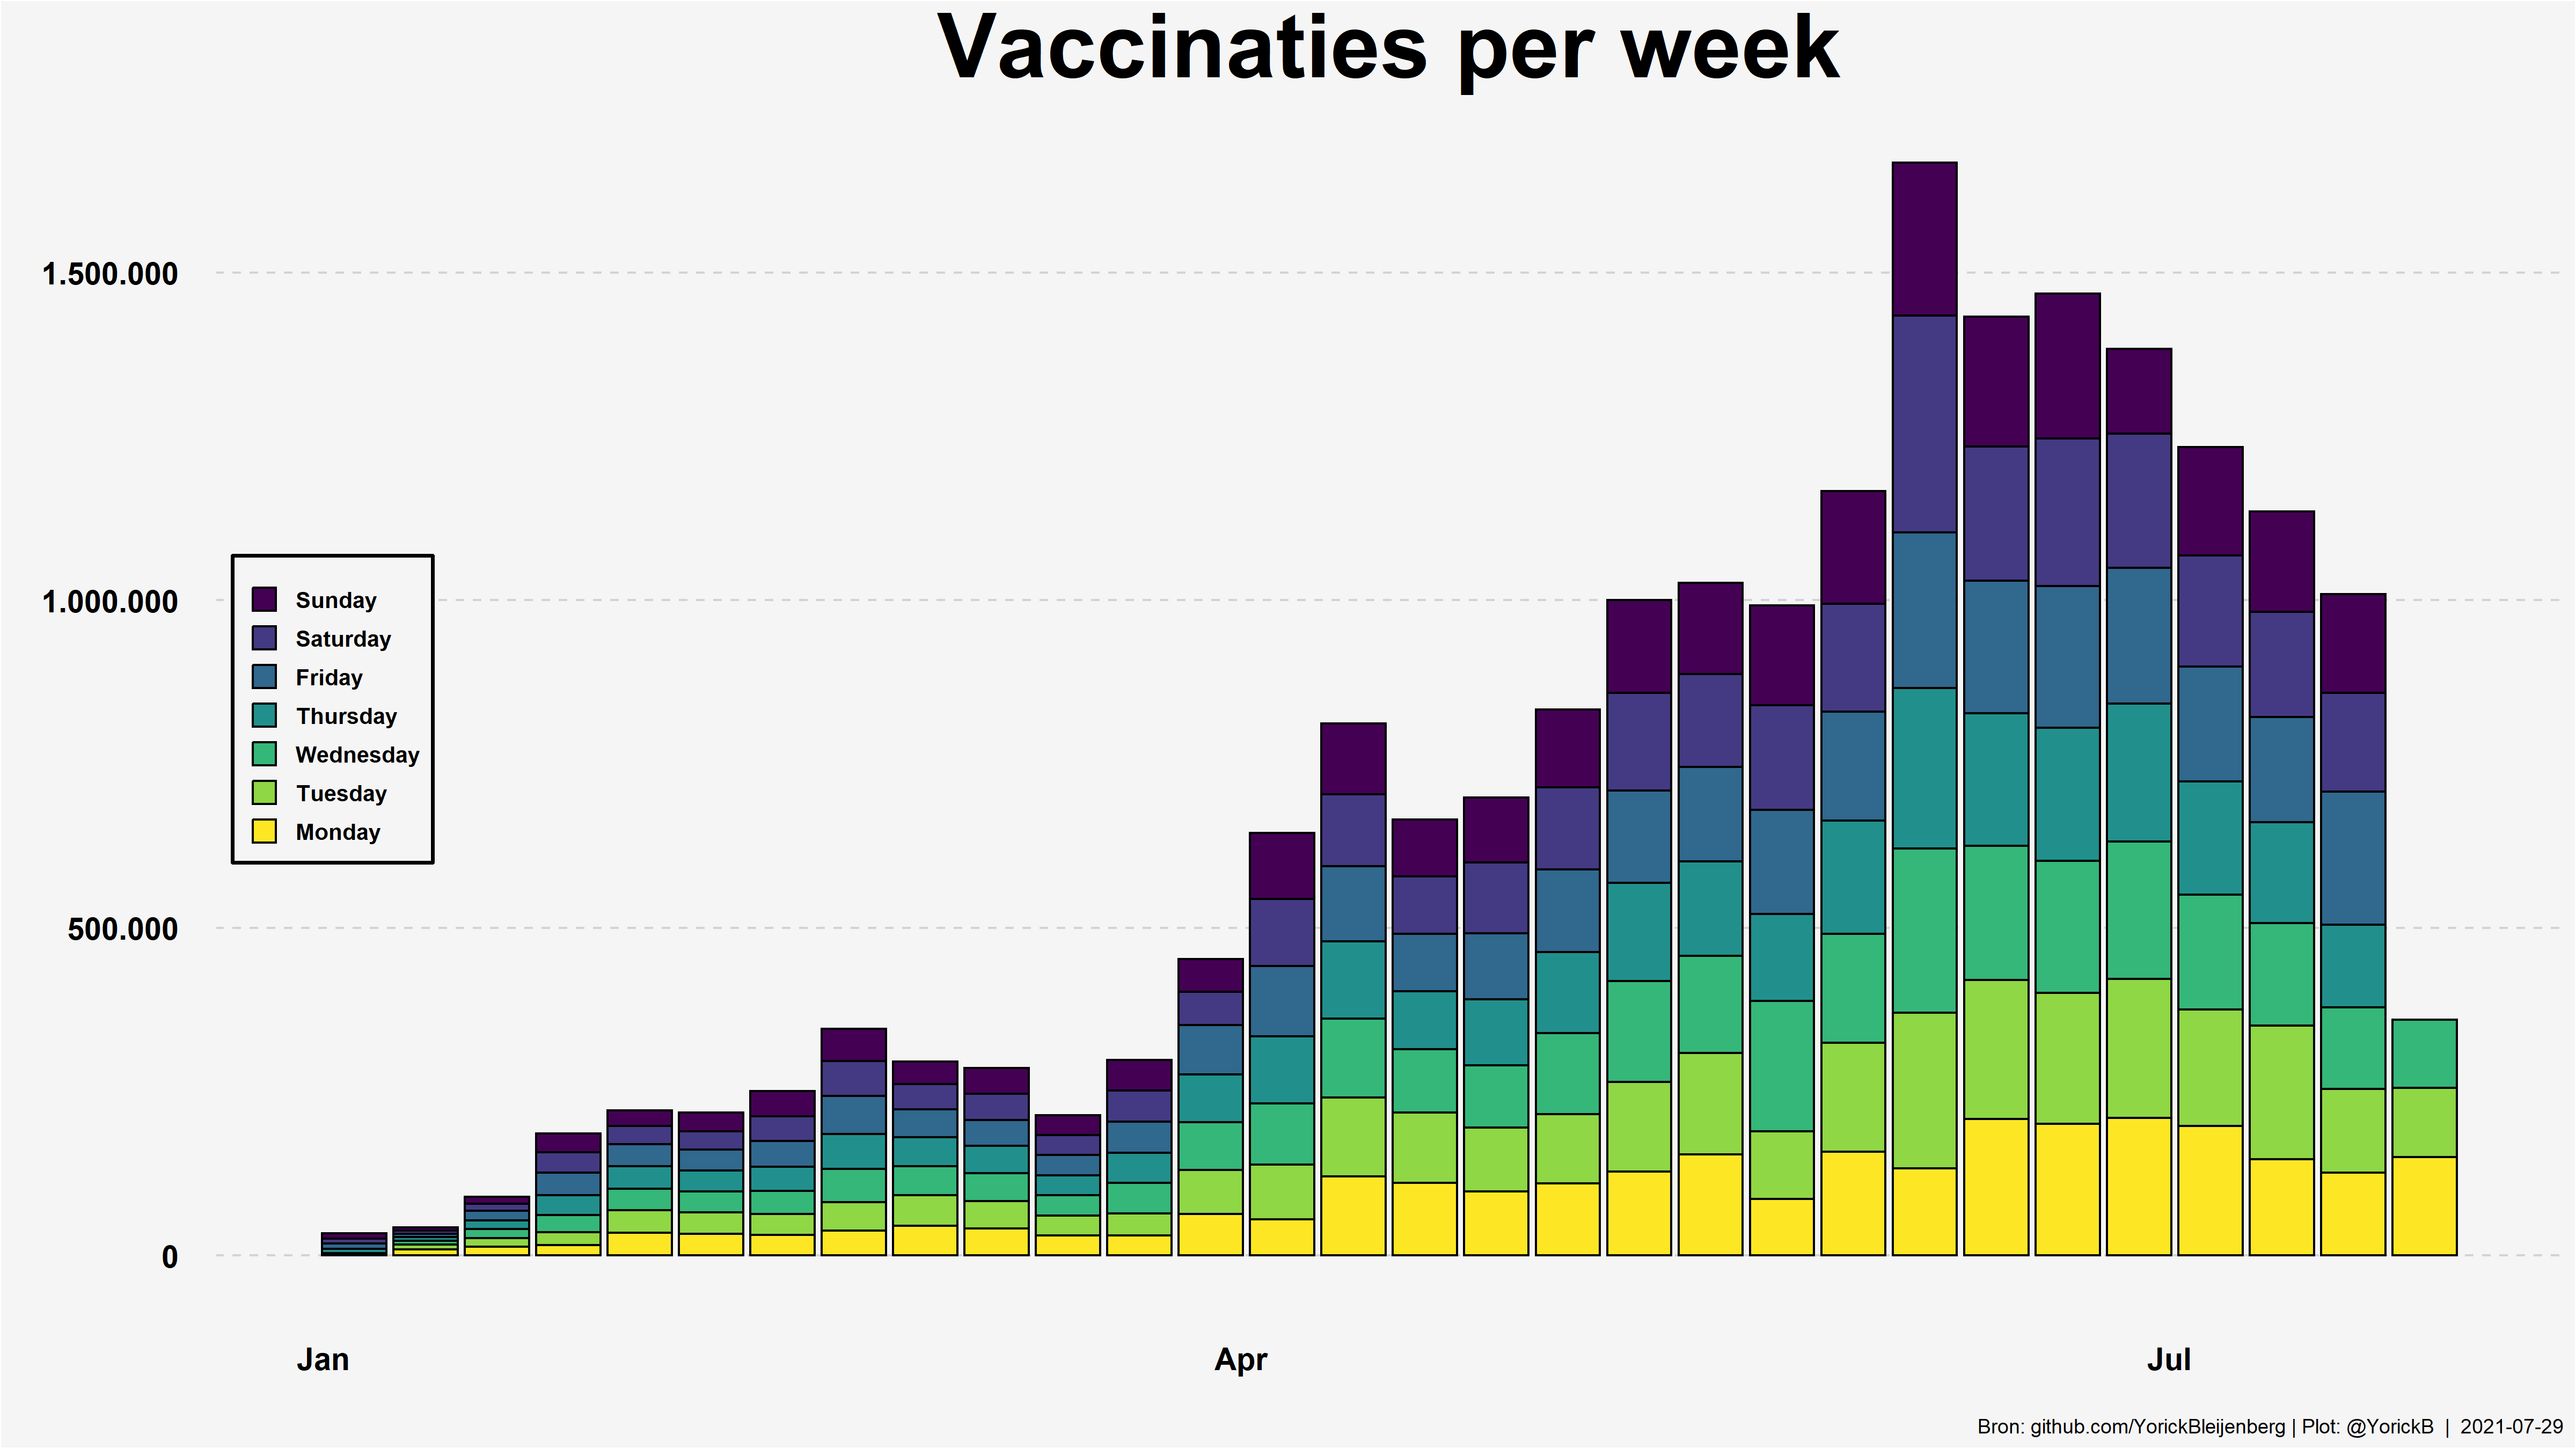 Vaccinaties per week
1.500.000
1.000.000
500.000
0
Sunday
Saturday
Friday
Thursday
Wednesday
Tuesday
Monday
Jan
Apr
Jul
Bron: github.com/YorickBleijenberg | Plot: @YorickB | 2021-07-29